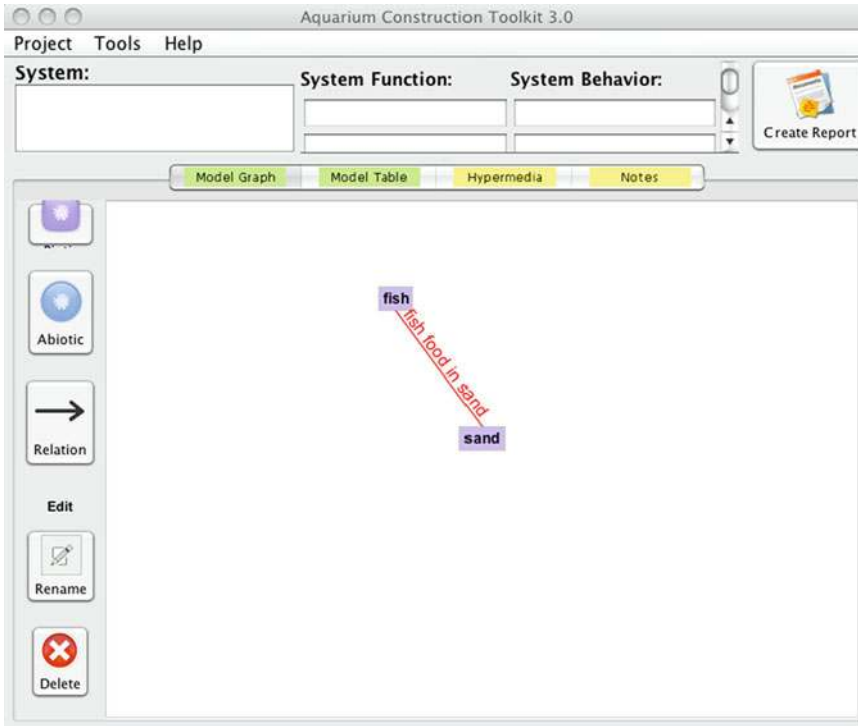 Aquarium Construction Toolkit 3.0
Project Tools Help
System:
System Function:
System Behavior:
Create Report
Model Graph
Model Table
Hypermedia
Notes
Abiotic
Relation
Edit
Rename
Delete
fish
fish food in sand
sand